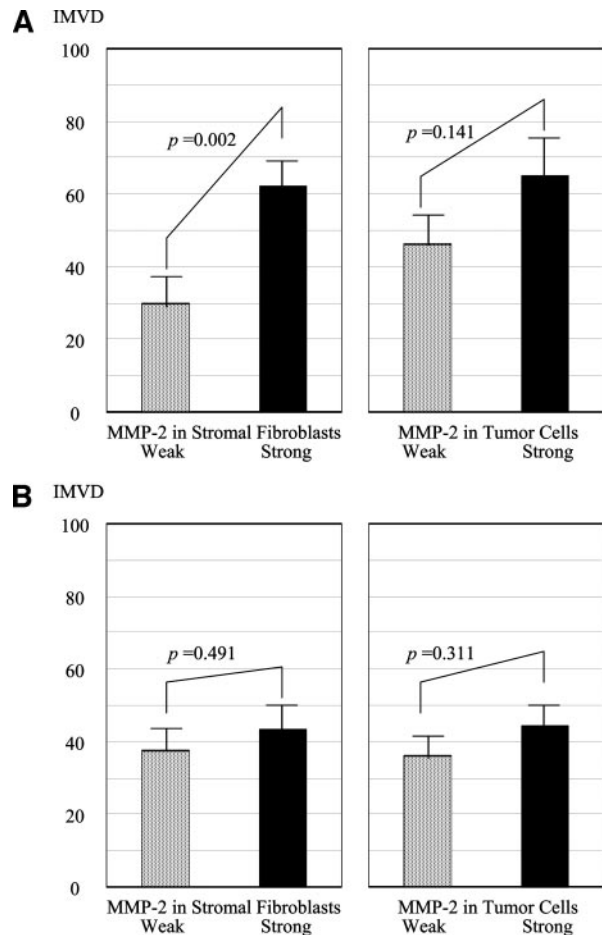 A
IMVD
100
80
60
40
20
0
p =0.002
p =0.141
MMP-2 in Stromal Fibroblasts
Weak Strong
MMP-2 in Tumor Cells
Weak Strong
B
IMVD
100
80
60
40
20
0
p =0.491
p =0.311
MMP-2 in Stromal Fibroblasts
Weak Strong
MMP-2 in Tumor Cells
Weak Strong